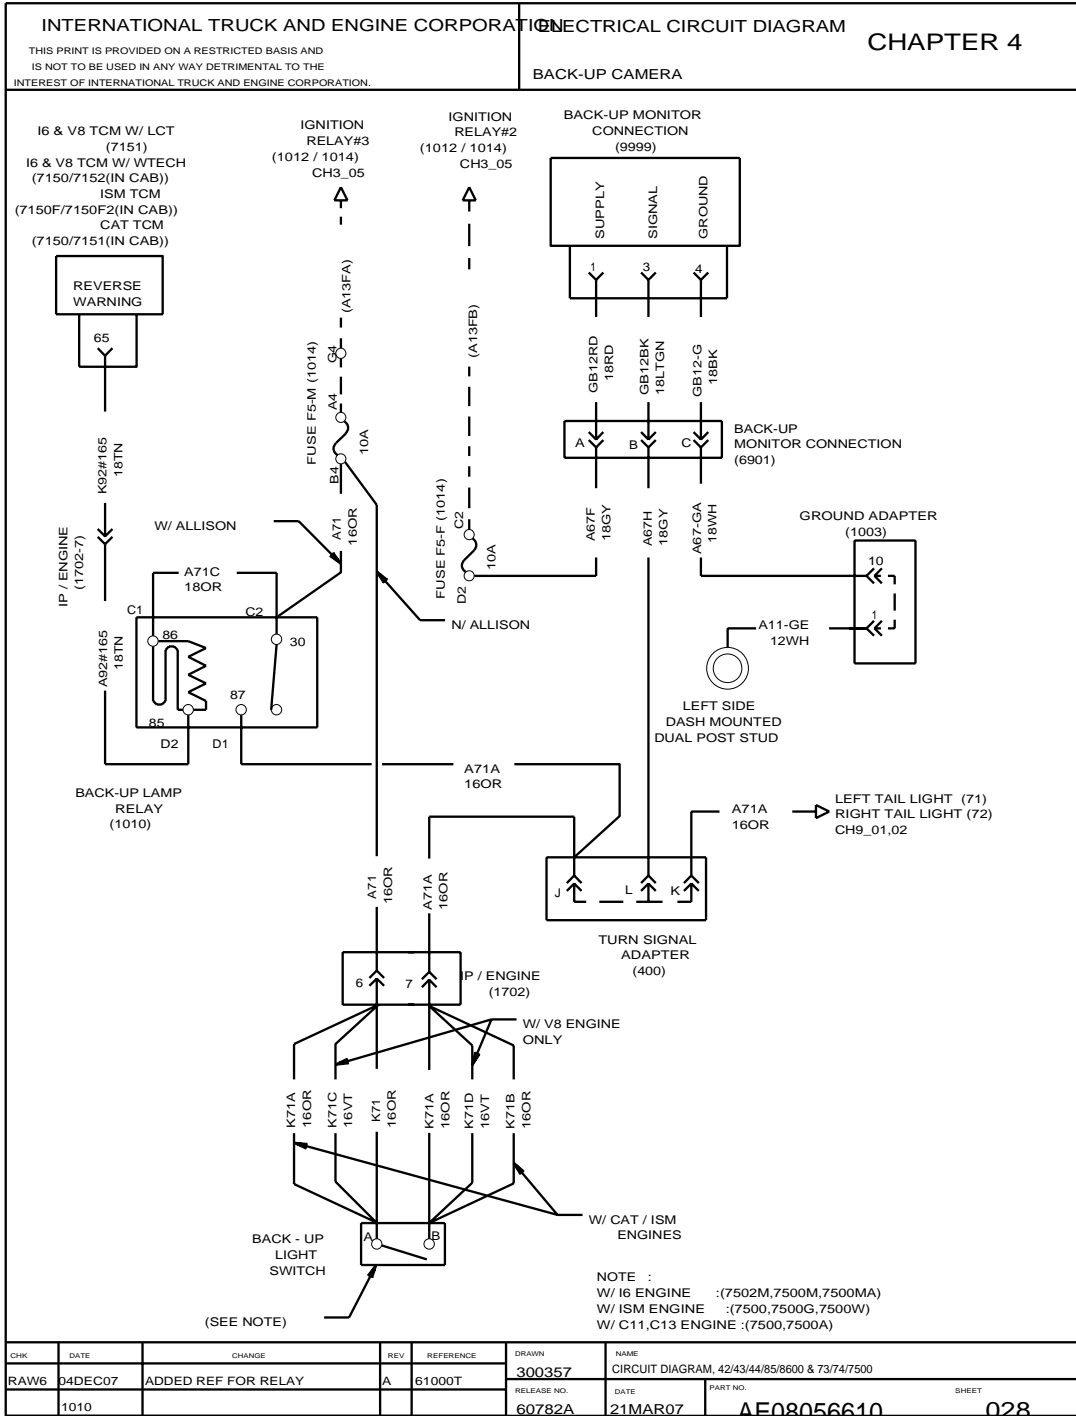 INTERNATIONAL TRUCK AND ENGINE CORPORATION
THIS PRINT IS PROVIDED ON A RESTRICTED BASIS AND
IS NOT TO BE USED IN ANY WAY DETRIMENTAL TO THE
INTEREST OF INTERNATIONAL TRUCK AND ENGINE CORPORATION.
ELECTRICAL CIRCUIT DIAGRAM
CHAPTER 4
BACK-UP CAMERA
I6 & V8 TCM W/ LCT
(7151)
I6 & V8 TCM W/ WTECH
(7150/7152(IN CAB))
ISM TCM
(7150F/7150F2(IN CAB))
CAT TCM
(7150/7151(IN CAB))
REVERSE
WARNING
65
IGNITION
RELAY#3
(1012 / 1014)
CH3_05
IGNITION
RELAY#2
(1012 / 1014)
CH3_05
BACK-UP MONITOR
CONNECTION
(9999)
SUPPLY
SIGNAL
GROUND
1
3
4
(A13FA)
(A13FB)
G4
A4
FUSE F5-M (1014)
10A
B4
A71
16OR
FUSE F5-F (1014)
C2
10A
D2
GB12RD
18RD
GB12BK
18LTGN
GB12-G
18BK
A
B
C
BACK-UP
MONITOR CONNECTION
(6901)
A67F
18GY
A67H
18GY
A67-GA
18WH
GROUND ADAPTER
(1003)
10
1
A11-GE
12WH
LEFT SIDE
DASH MOUNTED
DUAL POST STUD
K92#165
18TN
IP / ENGINE
(1702-7)
A92#165
18TN
W/ ALLISON
N/ ALLISON
A71C
18OR
C1
C2
86
30
87
85
D2
D1
BACK-UP LAMP
RELAY
(1010)
A71A
16OR
A71A
16OR
LEFT TAIL LIGHT (71)
RIGHT TAIL LIGHT (72)
CH9_01,02
J
L
K
TURN SIGNAL
ADAPTER
(400)
A71
16OR
A71A
16OR
6
7
IP / ENGINE
(1702)
W/ V8 ENGINE
ONLY
K71A
16OR
K71C
16VT
K71
16OR
K71A
16OR
K71D
16VT
K71B
16OR
W/ CAT / ISM
ENGINES
BACK - UP
LIGHT
SWITCH
A
B
(SEE NOTE)
NOTE :
W/ I6 ENGINE :(7502M,7500M,7500MA)
W/ ISM ENGINE :(7500,7500G,7500W)
W/ C11,C13 ENGINE :(7500,7500A)
CHK DATE CHANGE REV REFERENCE
RAW6 04DEC07 ADDED REF FOR RELAY A 61000T
1010
DRAWN
300357
NAME
CIRCUIT DIAGRAM, 42/43/44/85/8600 & 73/74/7500
RELEASE NO.
60782A
DATE
21MAR07
PART NO.
AF08056610
SHEET
028